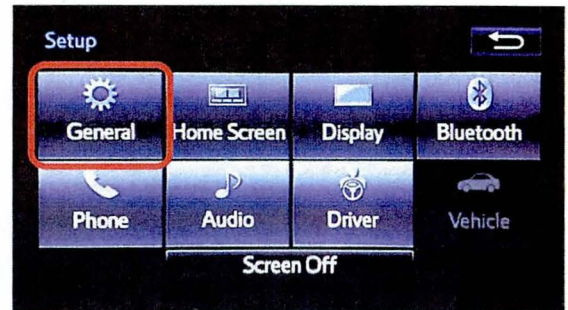 Setup
General Home Screen Display Bluetooth
Phone Audio Driver Vehicle
Screen Off